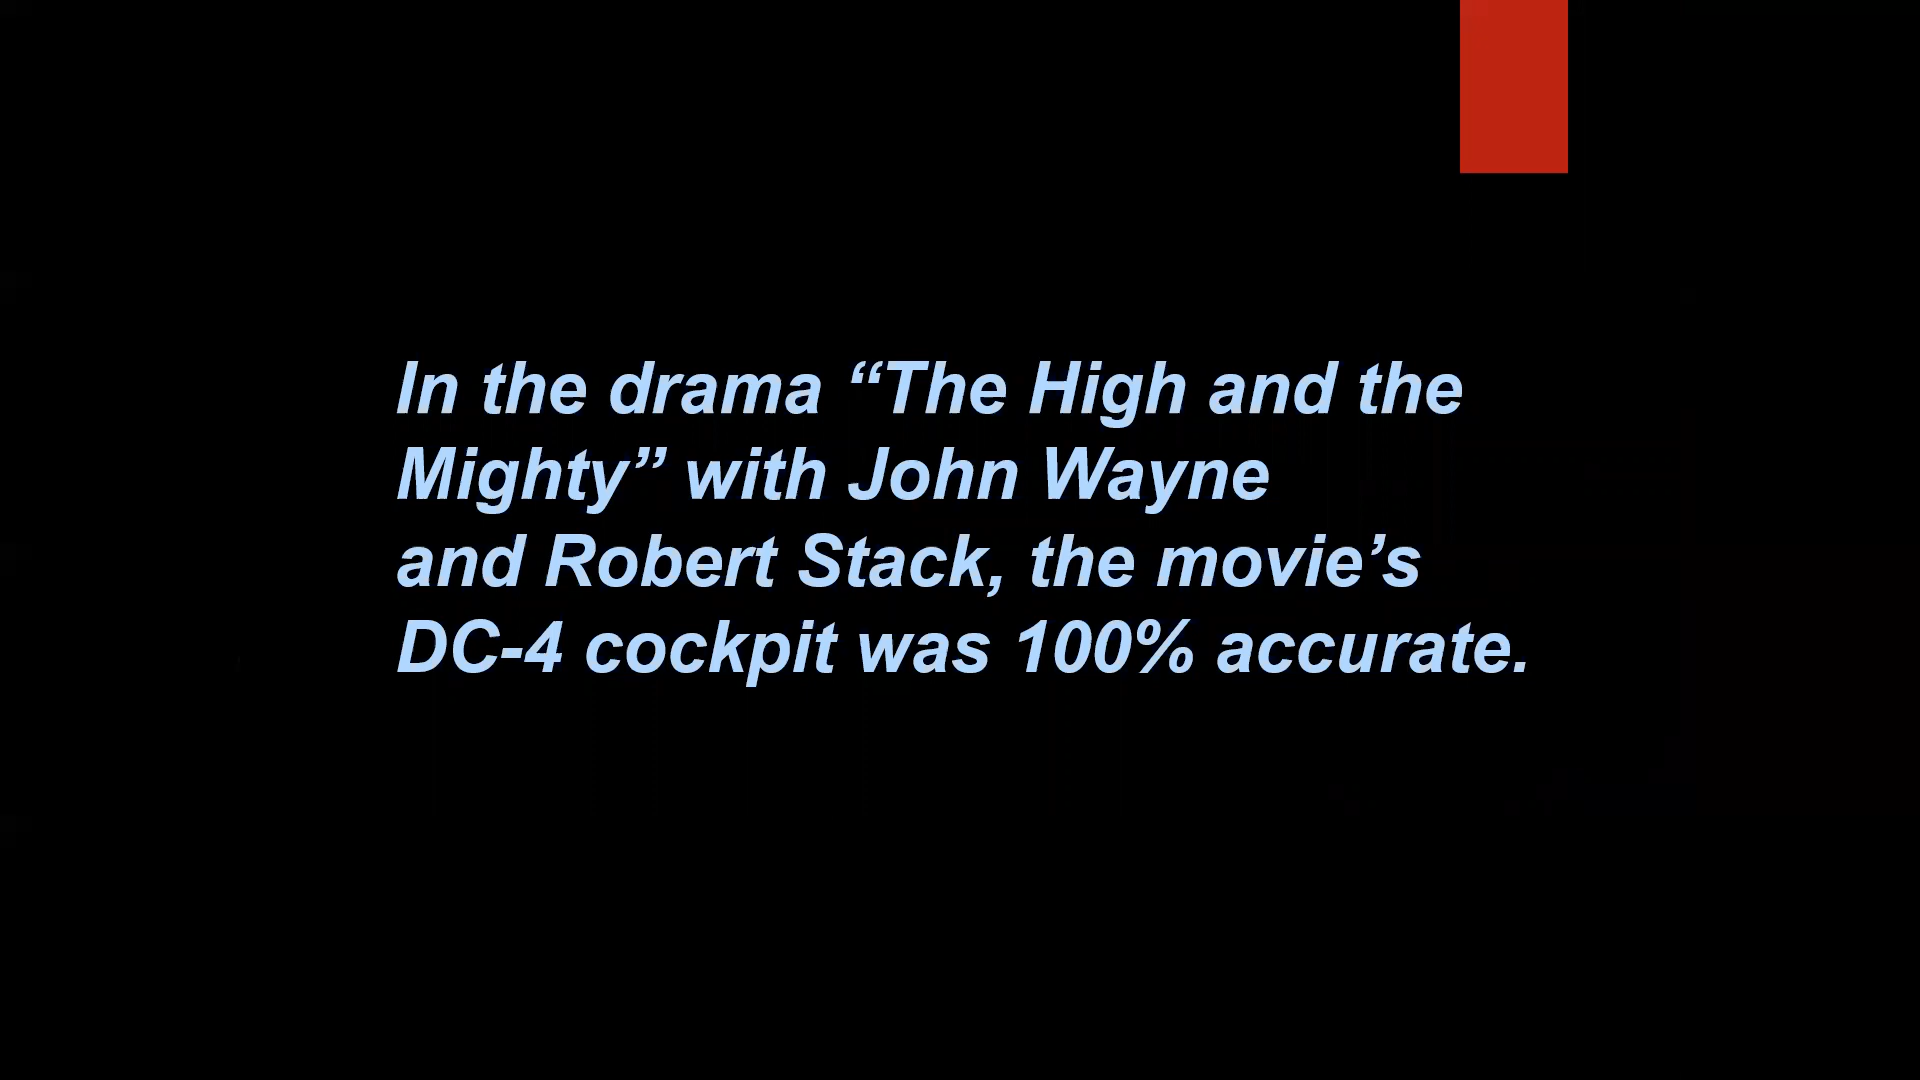 In the drama “The High and the
Mighty” with John Wayne
and Robert Stack, the movie’s
DC-4 cockpit was 100% accurate.